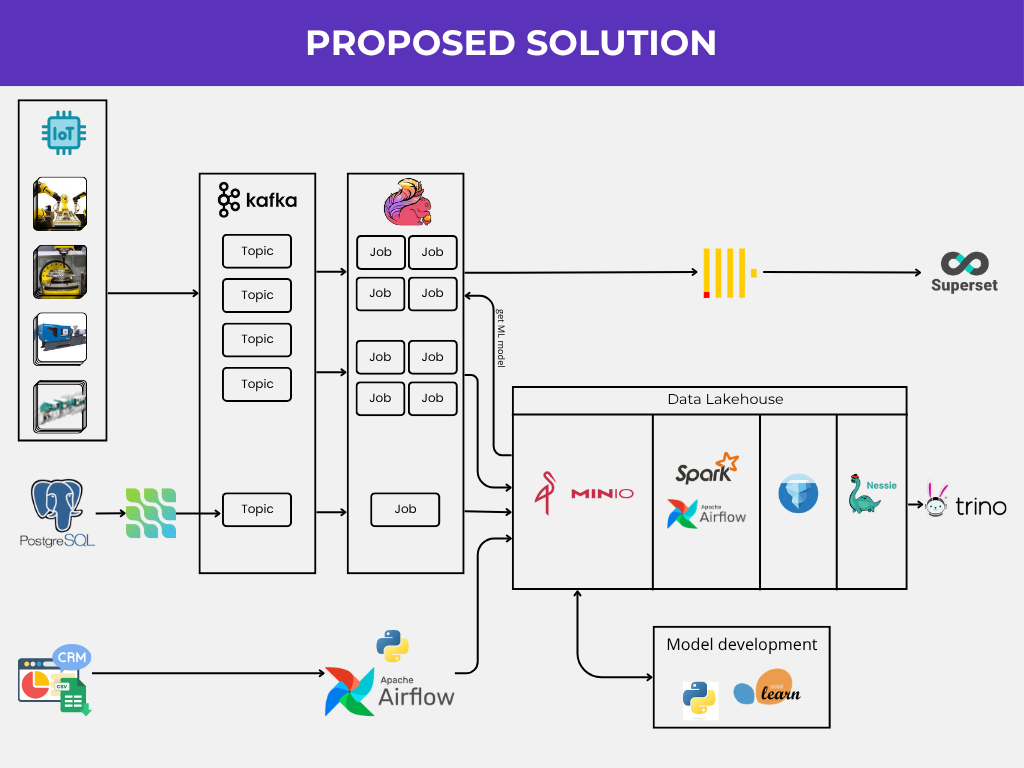 PROPOSED SOLUTION
IoT
kafka
Topic
Topic
Topic
Topic
Topic
Job Job
Job Job
Job Job
Job Job
Job
get ML model
Superset
Data Lakehouse
MINIO
Spark
Apache
Airflow
Nessie
trino
PostgreSQL
CRM
CSV
Apache
Airflow
Model development
learn